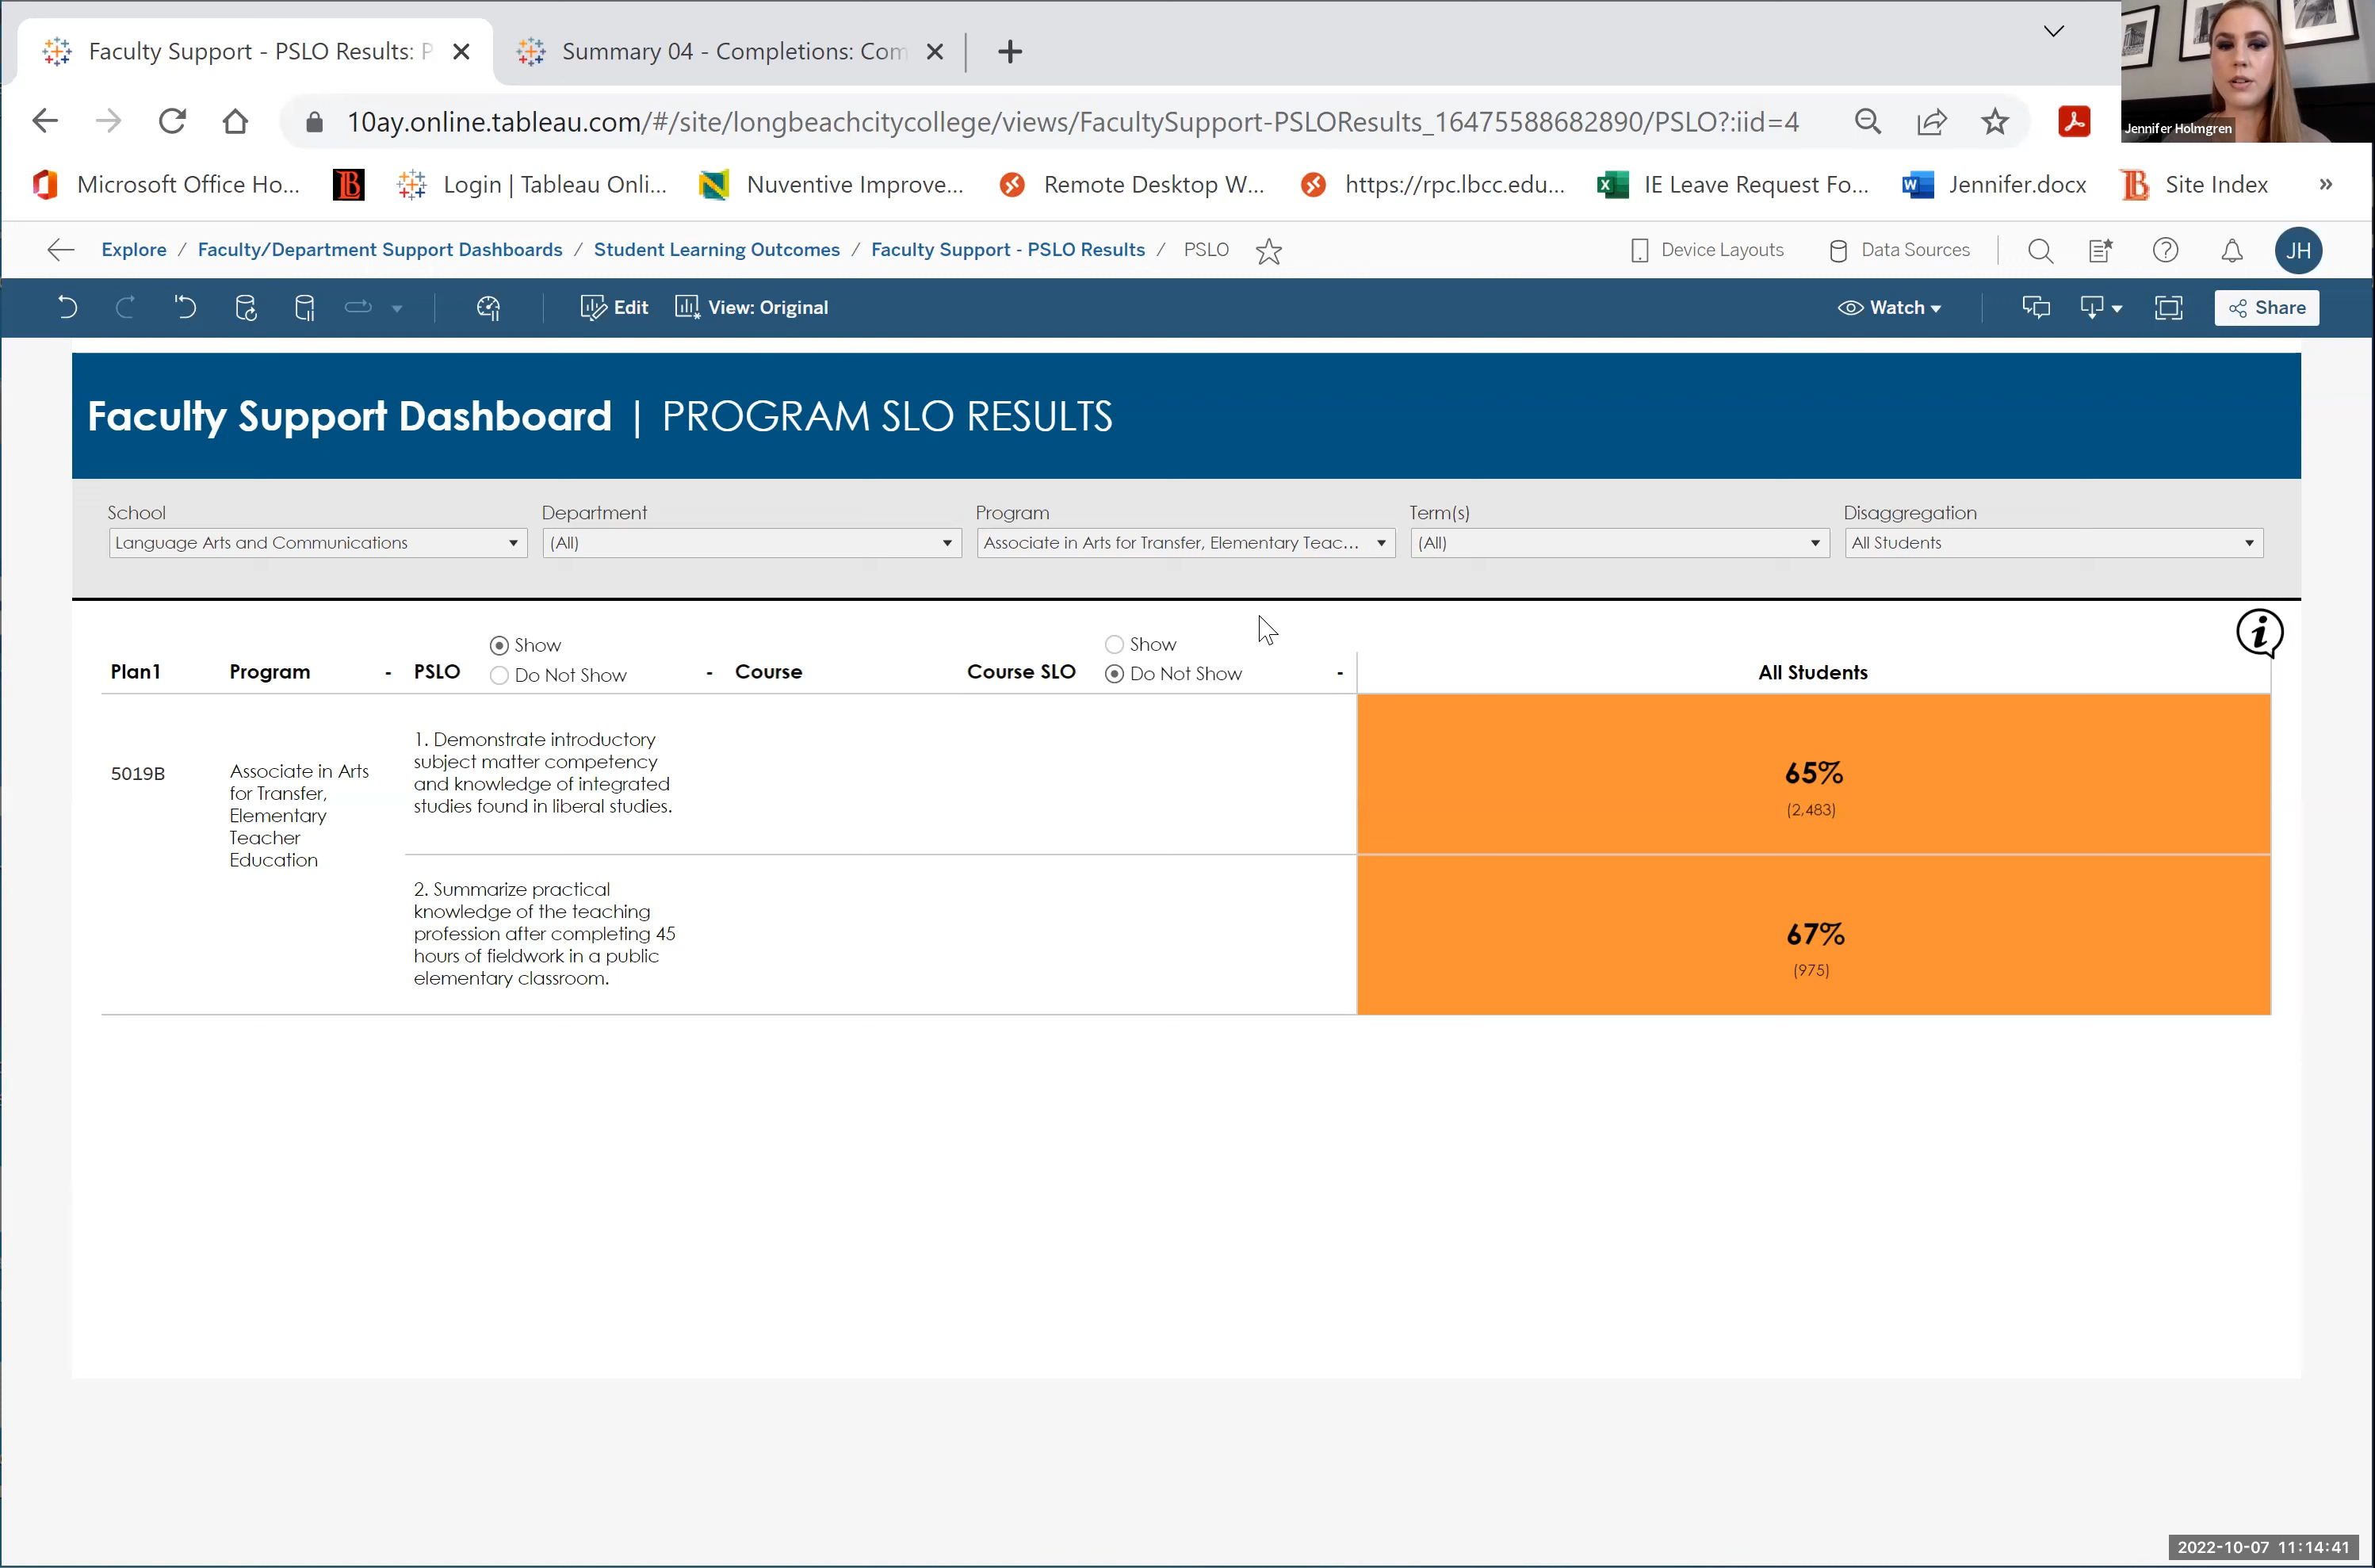 Faculty Support - PSLO Results: P
Summary 04 - Completions: Com
10ay.online.tableau.com/#/site/longbeachcitycollege/views/FacultySupport-PSLOResults_16475588682890/PSLO?:iid=4
Jennifer Holmgren
Microsoft Office Ho...
Login | Tableau Onli...
Nuventive Improve...
Remote Desktop W...
https://rpc.lbcc.edu...
IE Leave Request Fo...
Jennifer.docx
Site Index
»
Explore / Faculty/Department Support Dashboards / Student Learning Outcomes / Faculty Support - PSLO Results / PSLO
Device Layouts
Data Sources
JH
Edit
View: Original
Watch
Share
Faculty Support Dashboard | PROGRAM SLO RESULTS
School
Department
Program
Term(s)
Disaggregation
Language Arts and Communications
(All)
Associate in Arts for Transfer, Elementary Teac...
(All)
All Students
Plan1
Program
-
PSLO
Show
Do Not Show
-
Course
Course SLO
Show
Do Not Show
-
All Students
5019B
Associate in Arts
for Transfer,
Elementary
Teacher
Education
1. Demonstrate introductory
subject matter competency
and knowledge of integrated
studies found in liberal studies.
65%
(2,483)
2. Summarize practical
knowledge of the teaching
profession after completing 45
hours of fieldwork in a public
elementary classroom.
67%
(975)
2022-10-07 11:14:41